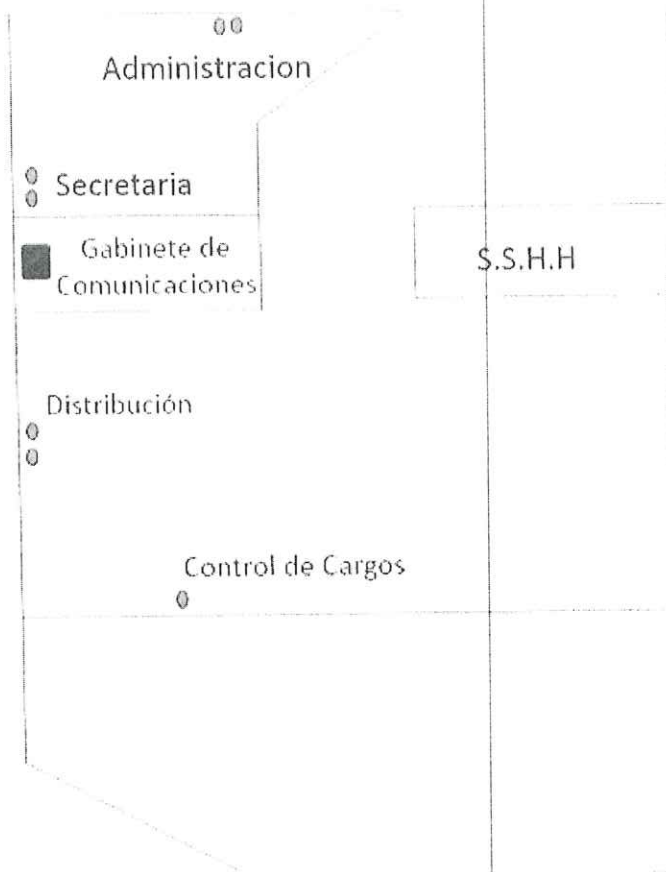 Administracion
Secretaria
Gabinete de
Comunicaciones
S.S.H.H
Distribución
Control de Cargos